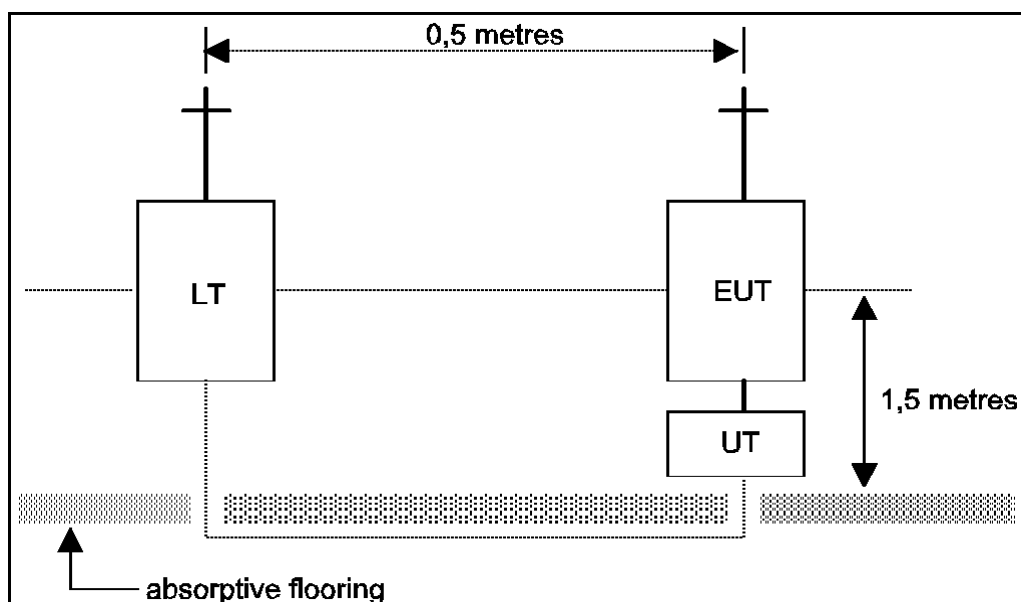 0,5 metres
LT
EUT
1,5 metres
UT
absorptive flooring